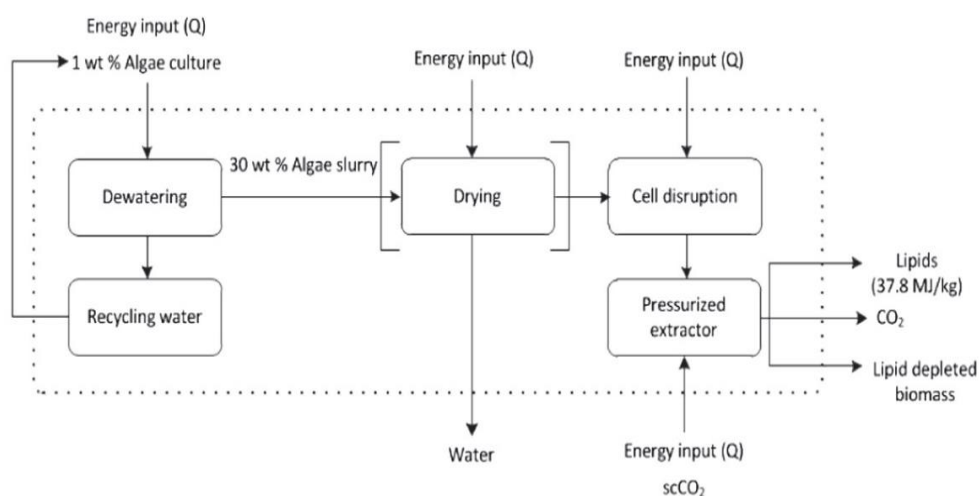 Energy input (Q)
1 wt % Algae culture
Energy input (Q)
Energy input (Q)
30 wt % Algae slurry
Dewatering
Drying
Cell disruption
Recycling water
Pressurized
extractor
Lipids
(37.8 MJ/kg)
CO₂
Lipid depleted
biomass
Water
Energy input (Q)
scCO₂